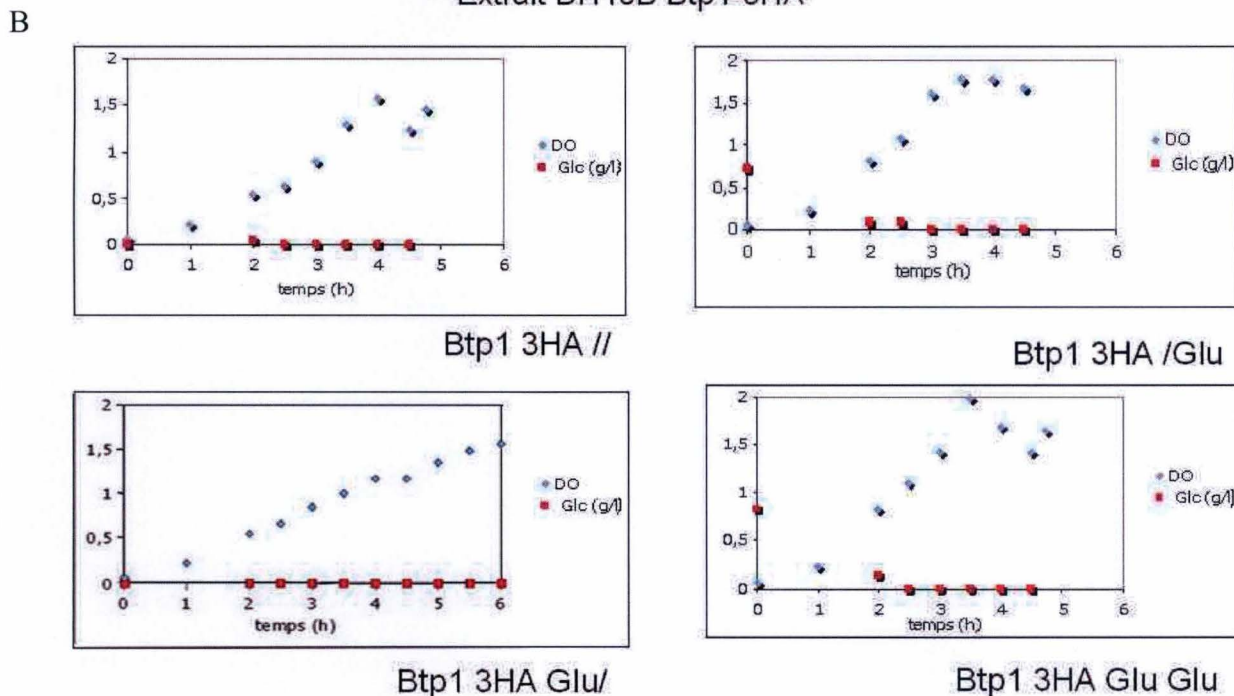 B
2
1,5
1
0,5
0
0 1 2 3 4 5 6
temps (h)
DO
Glc (g/l)
Btp1 3HA //
2
1,5
1
0,5
0
0 1 2 3 4 5 6
temps (h)
DO
Glc (g/l)
Btp1 3HA /Glu
2
1,5
1
0,5
0
0 1 2 3 4 5 6
temps (h)
DO
Glc (g/l)
Btp1 3HA Glu/
2
1,5
1
0,5
0
0 1 2 3 4 5 6
temps (h)
DO
Glc (g/l)
Btp1 3HA Glu Glu